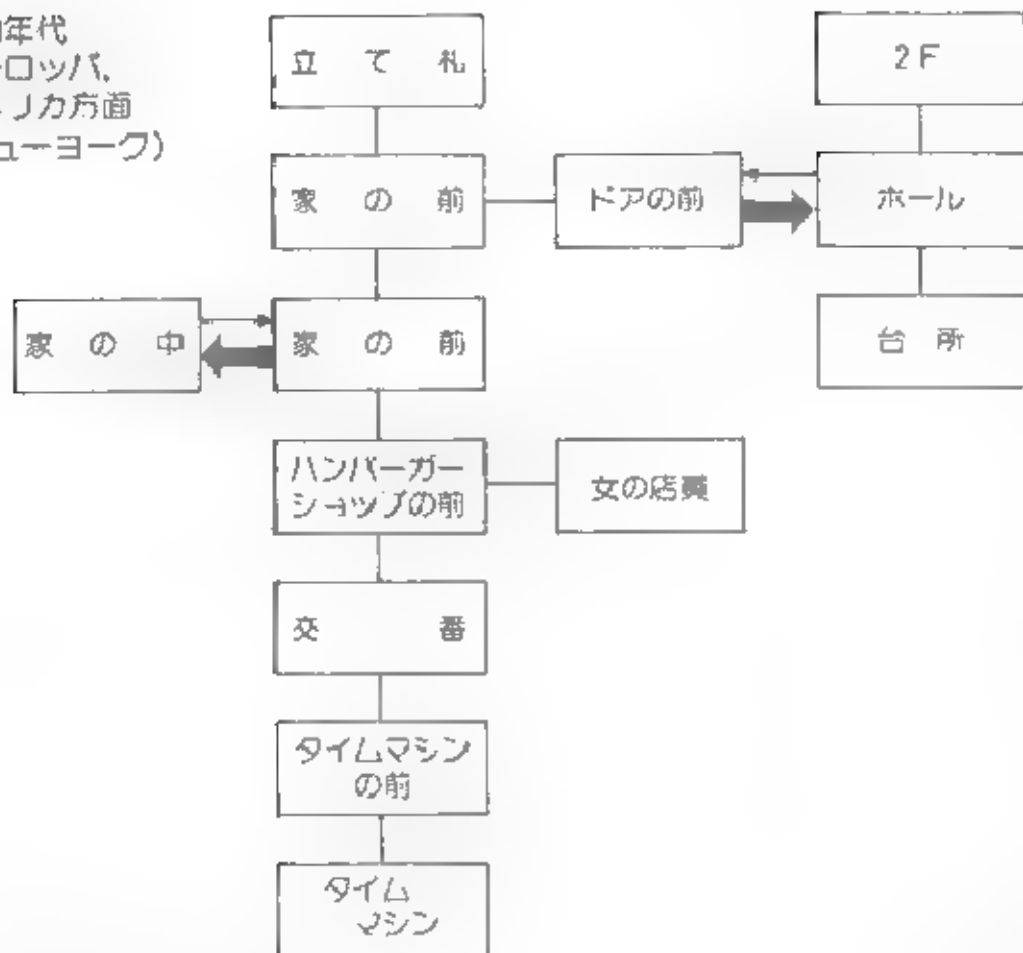 年代
ロッパ、
リカ方面
ューヨーク)
立て札
2F
家の前
ドアの前
ホール
家の中
家の前
台所
ハンバーガー
ショップの前
女の店員
交番
タイムマシン
の前
タイム
マシン